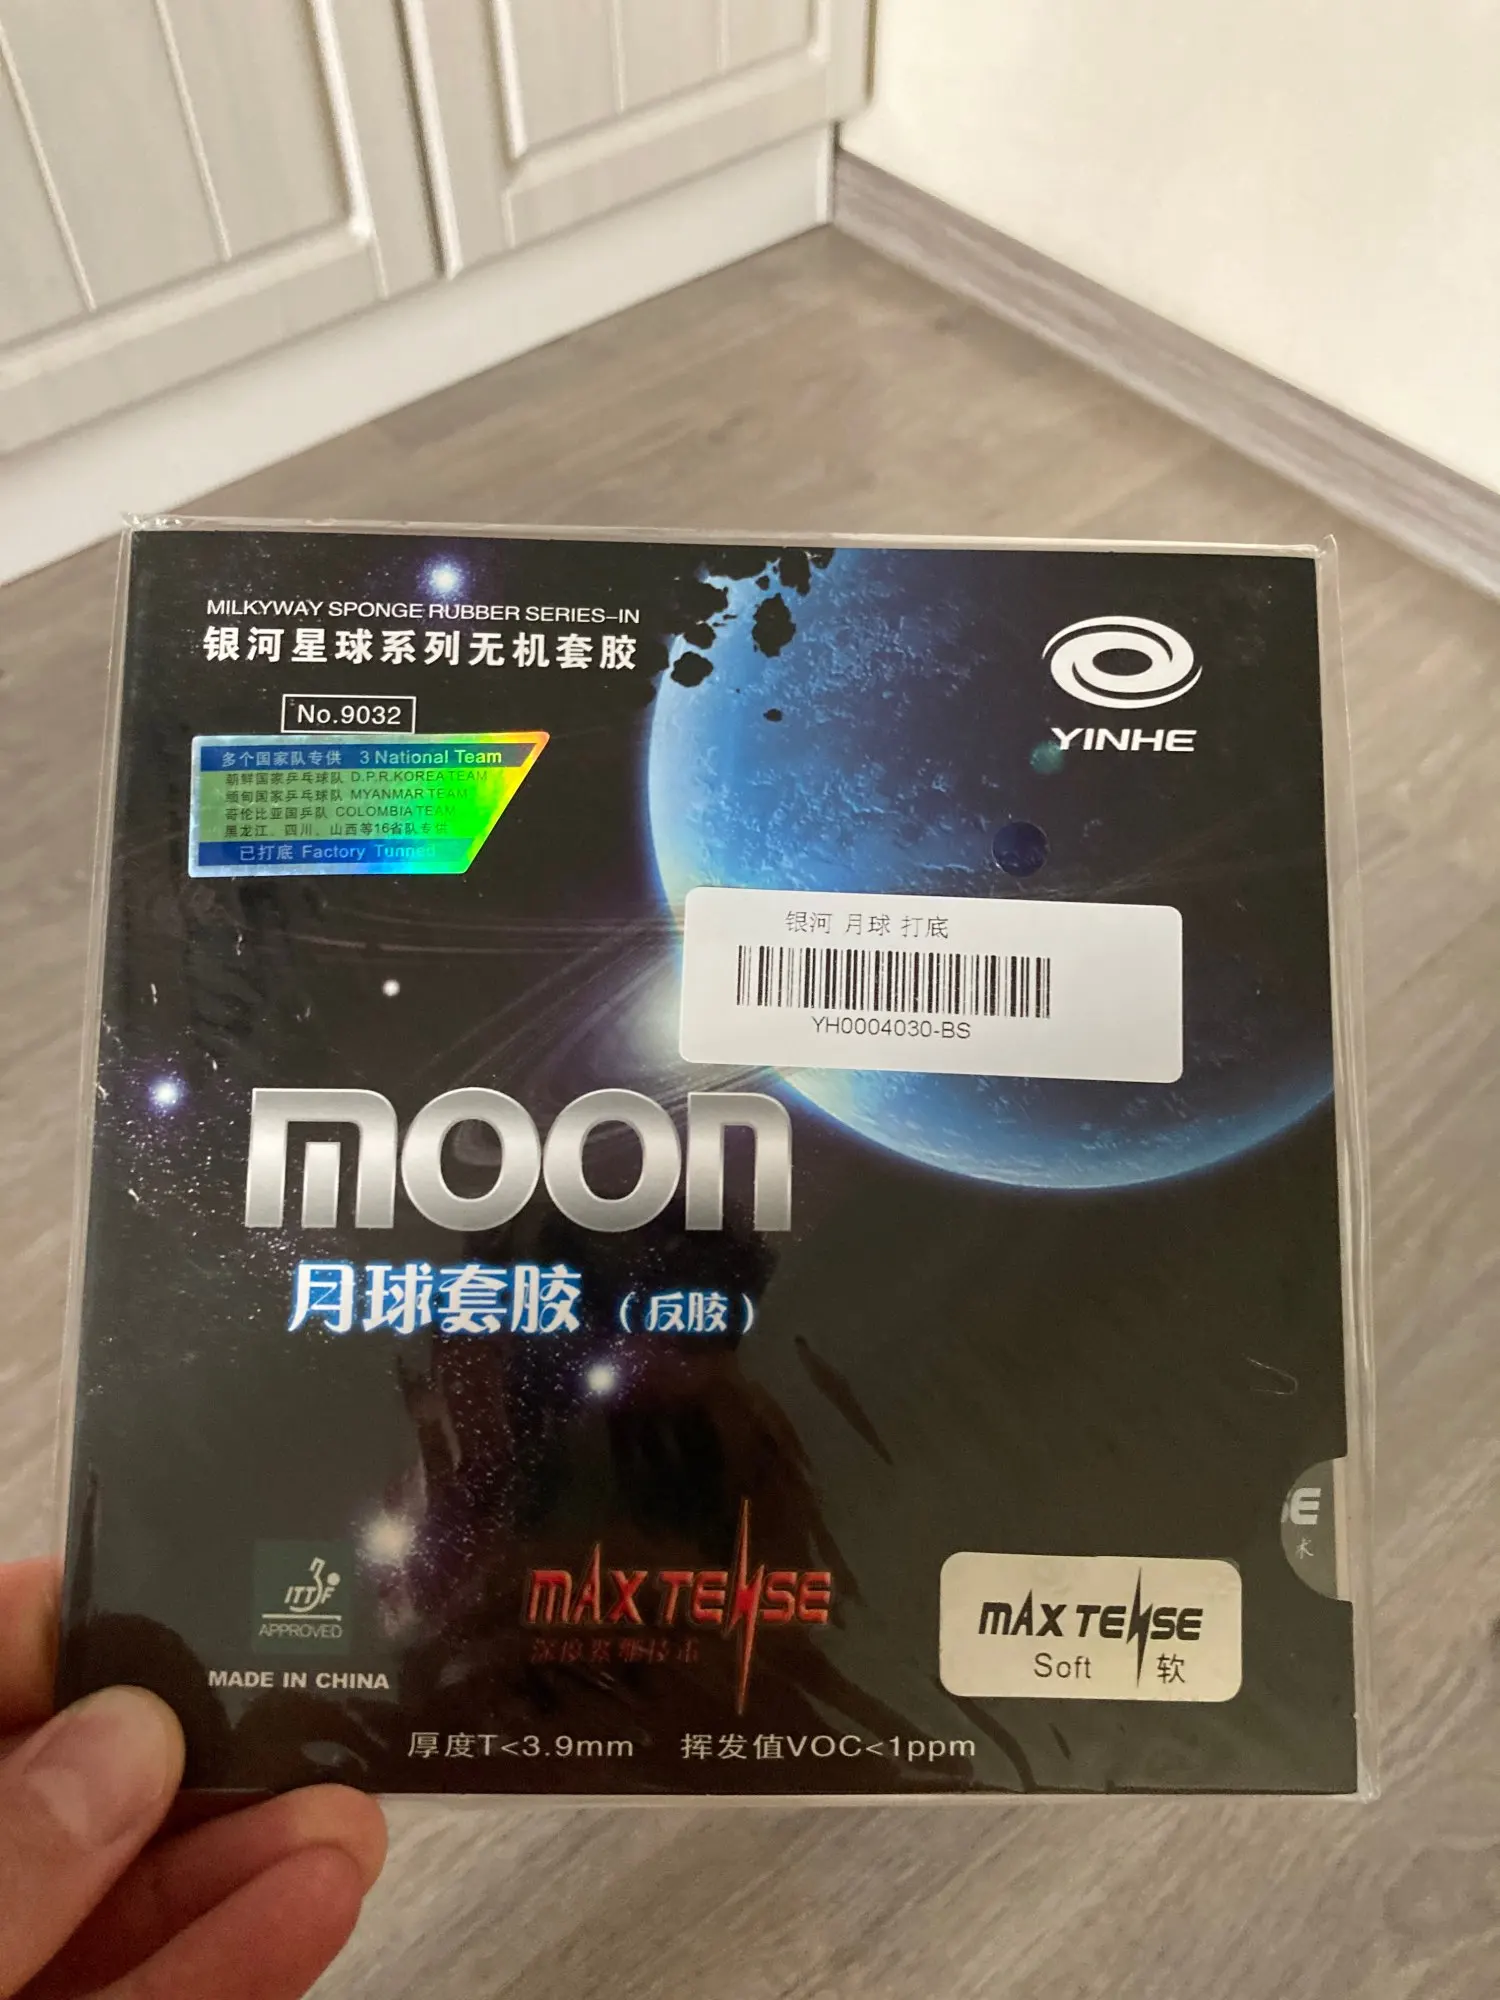 MILKYWAY SPONGE RUBBER SERIES-IN
银河星球系列无机套胶
No.9032
多个国家队专供 3 National Team
朝鲜国家乒乓球队 D.P.R.KOREA TEAM
缅甸国家乒乓球队 MYANMAR TEAM
哥伦比亚国乒队 COLOMBIA TEAM
黑龙江、四川、山西等16省队专供
已打底 Factory Tunned
YINHE
银河 月球 打底
YH0004030-BS
moon
月球套胶（反胶）
ITTF
APPROVED
MADE IN CHINA
MAX TENSE
MAX TENSE
Soft 软
厚度T<3.9mm 挥发值VOC<1ppm